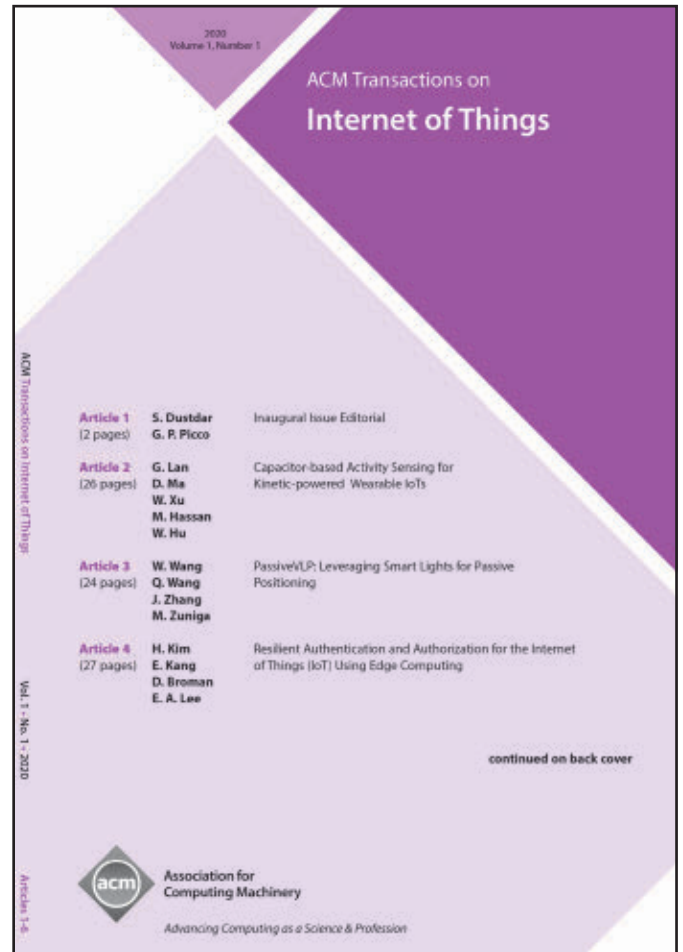 2020
Volume 1, Number 1
ACM Transactions on
Internet of Things
ACM Transactions on Internet of Things
Vol. 1 • No. 1 • 2020
Articles 1-6
Article 1 S. Dustdar Inaugural Issue Editorial
(2 pages) G. P. Picco
Article 2 G. Lan Capacitor-based Activity Sensing for
(26 pages) D. Ma Kinetic-powered Wearable IoTs
W. Xu
M. Hassan
W. Hu
Article 3 W. Wang PassiveVLP: Leveraging Smart Lights for Passive
(24 pages) Q. Wang Positioning
J. Zhang
M. Zuniga
Article 4 H. Kim Resilient Authentication and Authorization for the Internet
(27 pages) E. Kang of Things (IoT) Using Edge Computing
D. Broman
E. A. Lee
continued on back cover
acm
Association for
Computing Machinery
Advancing Computing as a Science & Profession